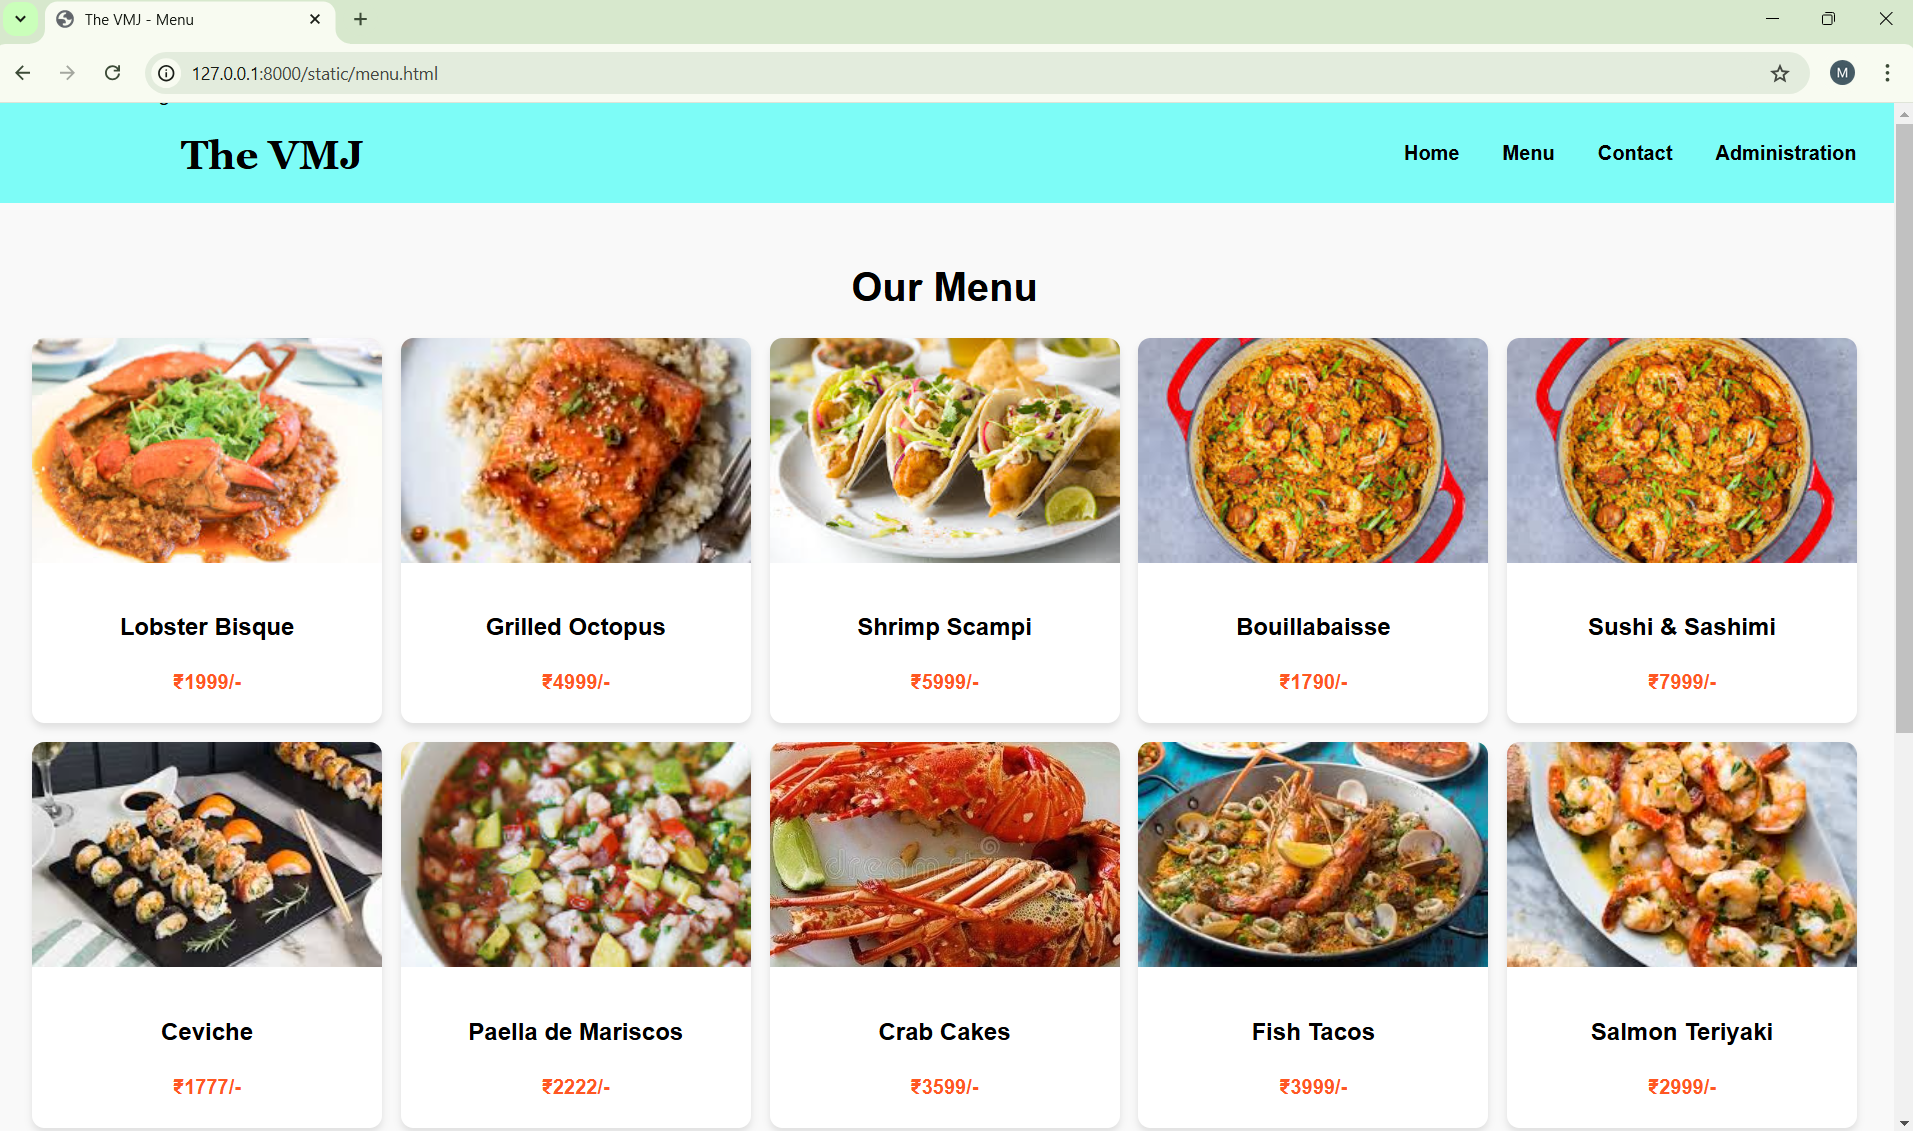 The VMJ - Menu
127.0.0.1:8000/static/menu.html
M
The VMJ
Home Menu Contact Administration
Our Menu
Lobster Bisque Grilled Octopus Shrimp Scampi Bouillabaisse Sushi & Sashimi
₹1999/- ₹4999/- ₹5999/- ₹1790/- ₹7999/-
Ceviche Paella de Mariscos Crab Cakes Fish Tacos Salmon Teriyaki
₹1777/- ₹2222/- ₹3599/- ₹3999/- ₹2999/-